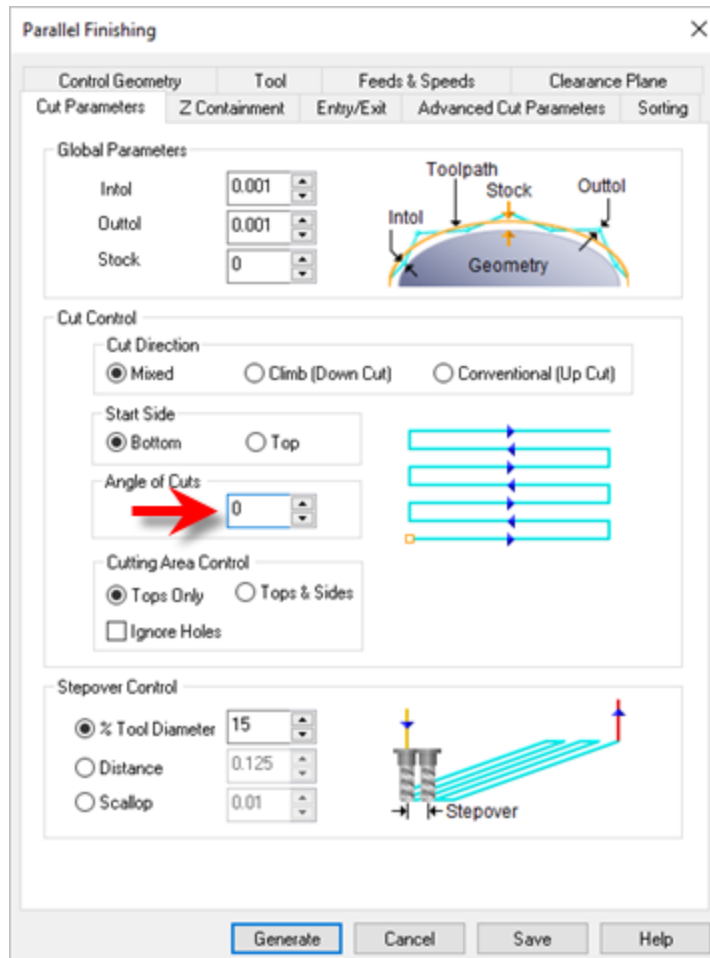 Parallel Finishing
Control Geometry Tool Feeds & Speeds Clearance Plane
Cut Parameters Z Containment Entry/Exit Advanced Cut Parameters Sorting
Global Parameters
Intol 0.001
Outtol 0.001
Stock 0
Toolpath
Stock Outtol
Intol
Geometry
Cut Control
Cut Direction
Mixed Climb (Down Cut) Conventional (Up Cut)
Start Side
Bottom Top
Angle of Cuts
0
Cutting Area Control
Tops Only Tops & Sides
Ignore Holes
Stepover Control
% Tool Diameter 15
Distance 0.125
Scallop 0.01
Stepover
Generate Cancel Save Help